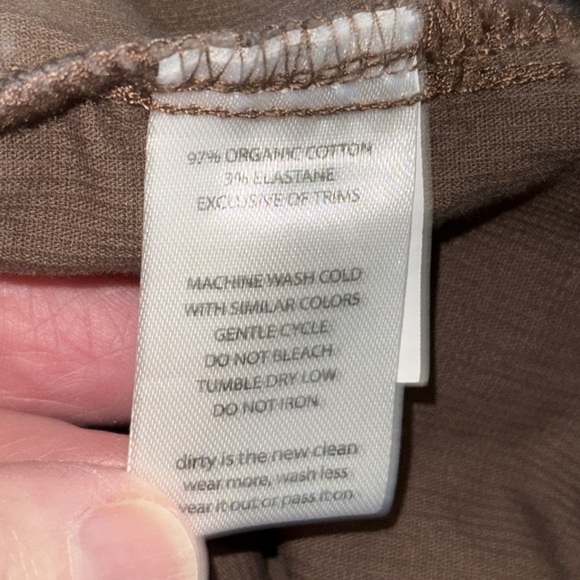 97% ORGANIC COTTON
3% ELASTANE
EXCLUSIVE OF TRIMS
MACHINE WASH COLD
WITH SIMILAR COLORS
GENTLE CYCLE
DO NOT BLEACH
TUMBLE DRY LOW
DO NOT IRON
dirty is the new clean
wear more, wash less
wear it out or pass it on